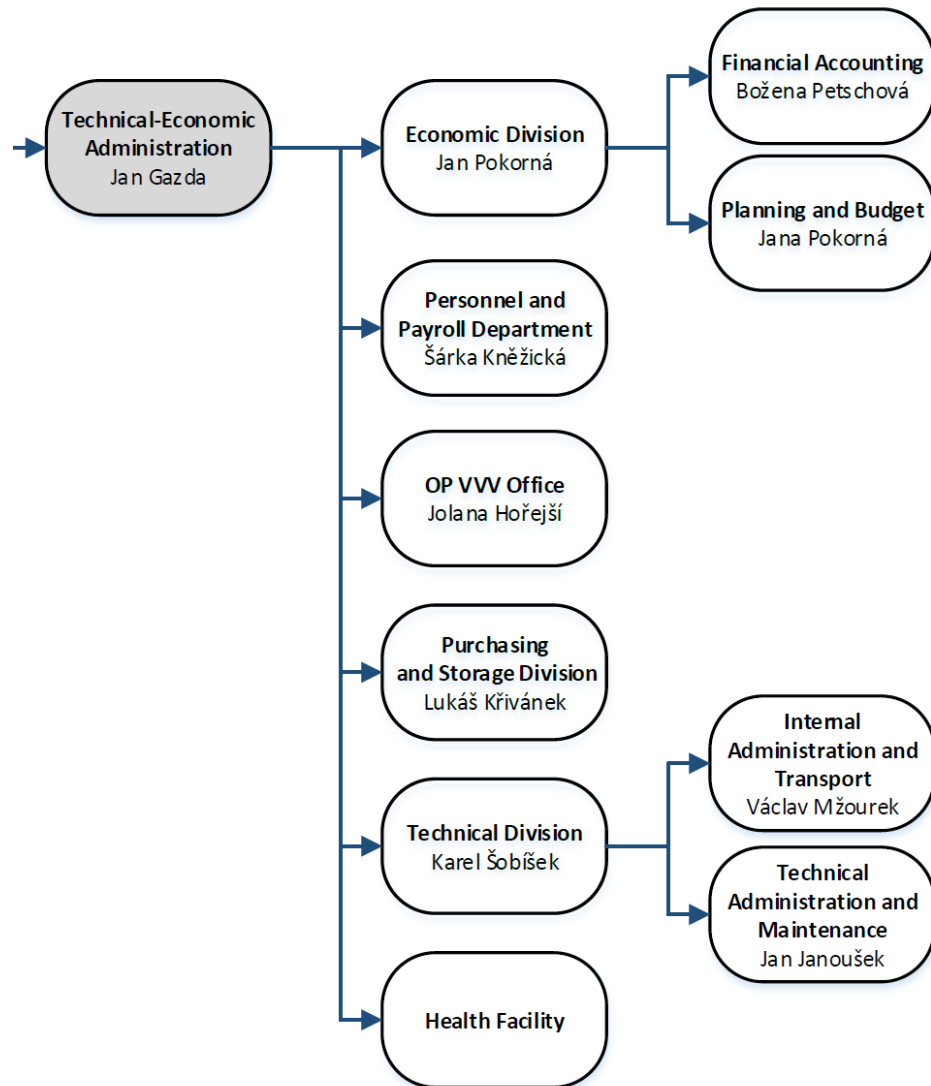 Technical-Economic
Administration
Jan Gazda
Economic Division
Jan Pokorná
Financial Accounting
Božena Petschová
Planning and Budget
Jana Pokorná
Personnel and
Payroll Department
Šárka Kněžická
OP VVV Office
Jolana Hořejší
Purchasing
and Storage Division
Lukáš Křivánek
Technical Division
Karel Šobíšek
Internal
Administration and
Transport
Václav Mžourek
Technical
Administration and
Maintenance
Jan Janoušek
Health Facility